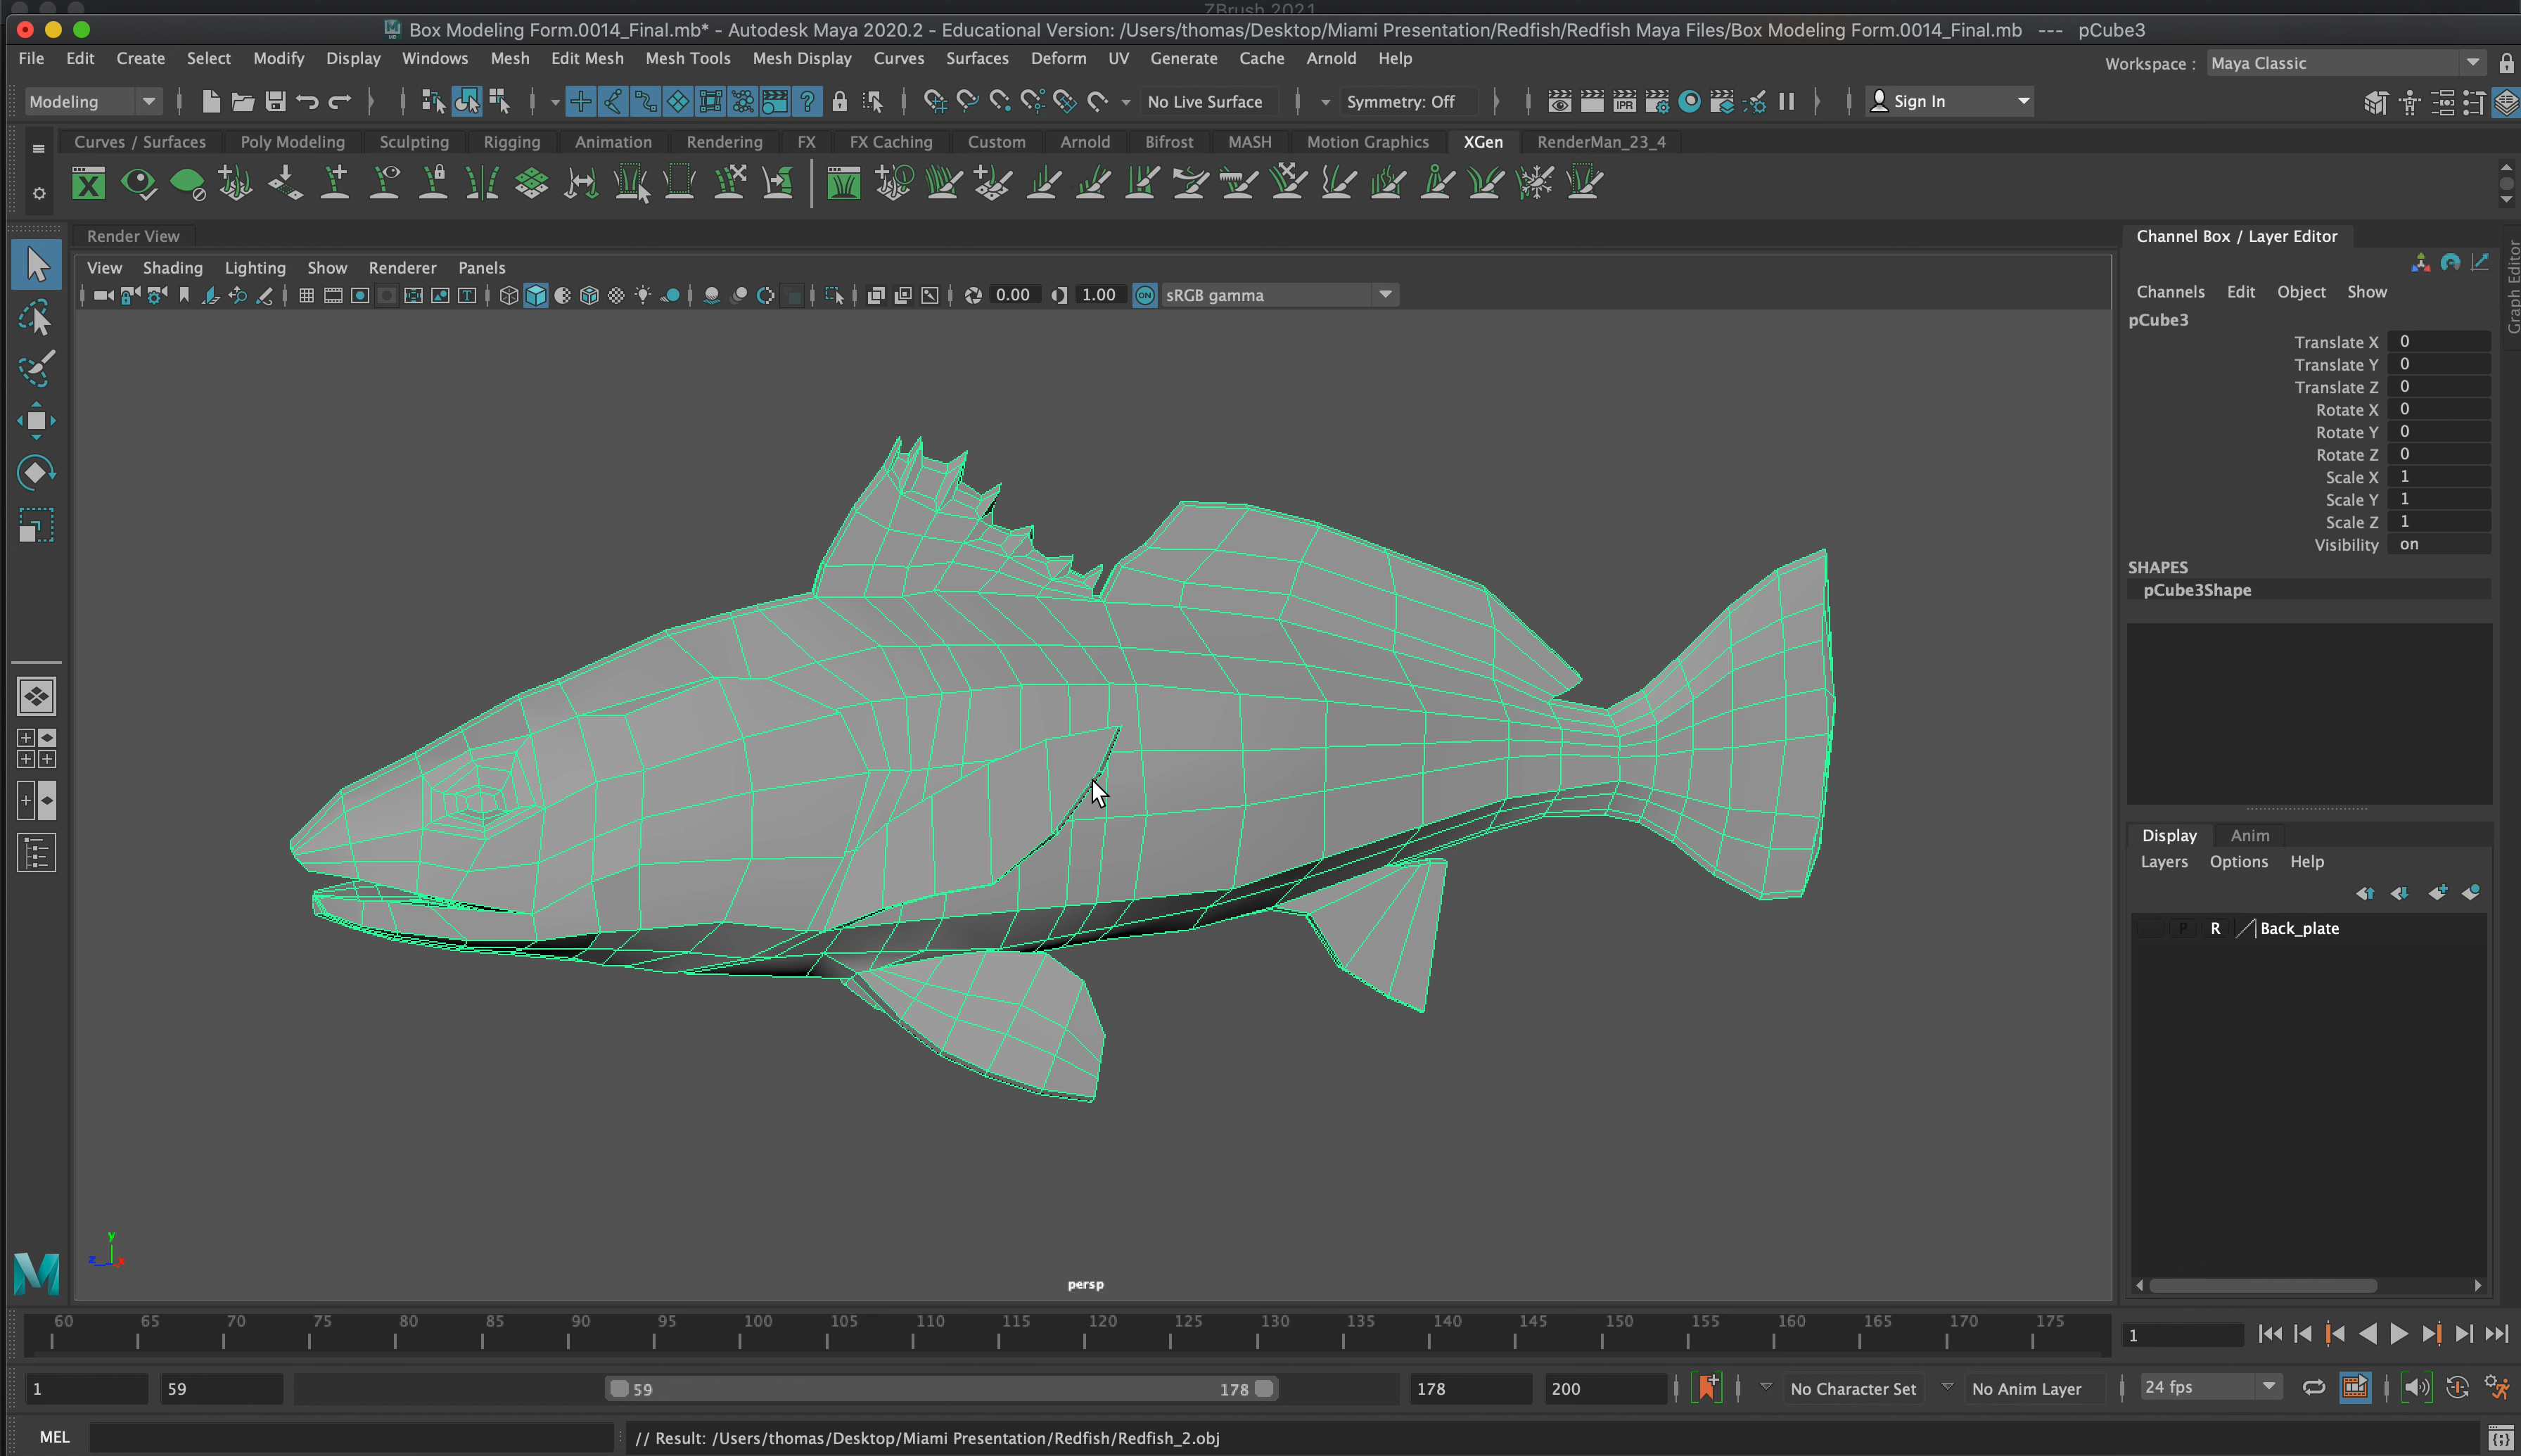 ZBrush 2021
Box Modeling Form.0014_Final.mb* - Autodesk Maya 2020.2 - Educational Version: /Users/thomas/Desktop/Miami Presentation/Redfish/Redfish Maya Files/Box Modeling Form.0014_Final.mb --- pCube3
File Edit Create Select Modify Display Windows Mesh Edit Mesh Mesh Tools Mesh Display Curves Surfaces Deform UV Generate Cache Arnold Help
Workspace : Maya Classic
Modeling No Live Surface Symmetry: Off IPR Sign In
Curves / Surfaces Poly Modeling Sculpting Rigging Animation Rendering FX FX Caching Custom Arnold Bifrost MASH Motion Graphics XGen RenderMan_23_4
Render View
View Shading Lighting Show Renderer Panels
0.00 1.00 ON sRGB gamma
persp
y
z x
Channel Box / Layer Editor
Graph Editor
Channels Edit Object Show
pCube3
Translate X 0
Translate Y 0
Translate Z 0
Rotate X 0
Rotate Y 0
Rotate Z 0
Scale X 1
Scale Y 1
Scale Z 1
Visibility on
SHAPES
pCube3Shape
Display Anim
Layers Options Help
P R Back_plate
60 65 70 75 80 85 90 95 100 105 110 115 120 125 130 135 140 145 150 155 160 165 170 175
1
1 59 59 178 178 200 No Character Set No Anim Layer 24 fps
MEL // Result: /Users/thomas/Desktop/Miami Presentation/Redfish/Redfish_2.obj